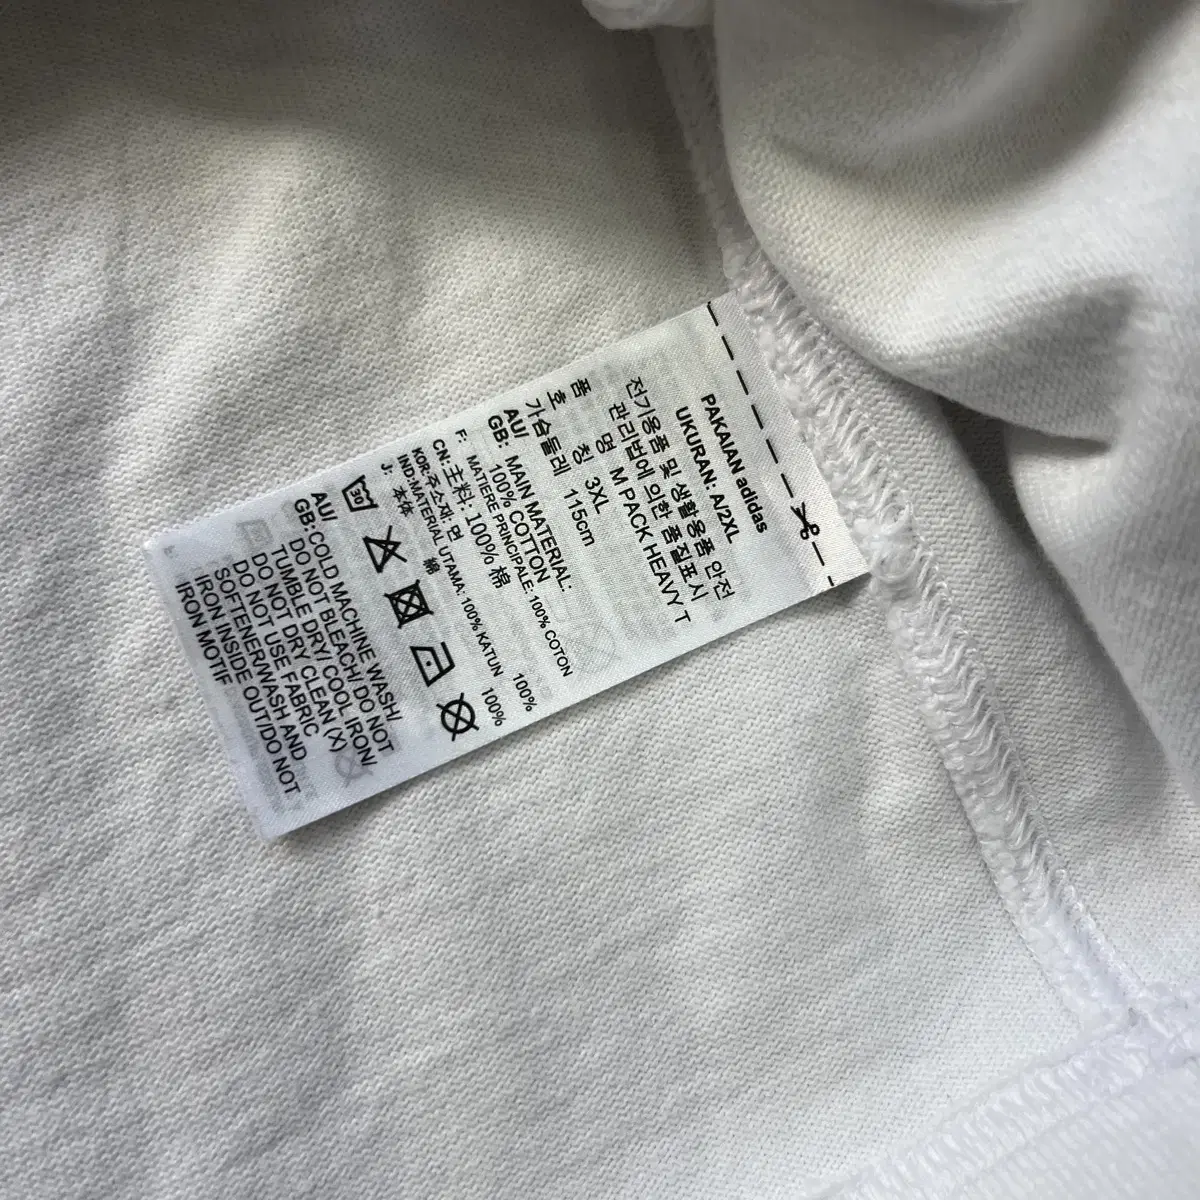 PAKAIAN adidas
UKURAN: A/2XL
전기용품 및 생활용품 안전
관리법에 의한 품질표시
품 명 M PACK HEAVY T
호 칭 3XL
가슴둘레 115cm
AU/
GB: MAIN MATERIAL:
100% COTTON
F: MATIERE PRINCIPALE: 100% COTON
CN: 主料: 100% 棉
KOR: 주소재: 면 100%
IND:MATERIAL UTAMA: 100% KATUN
J: 本体 綿 100%
30
AU/
GB:COLD MACHINE WASH/
DO NOT BLEACH/ DO NOT
TUMBLE DRY/ COOL IRON/
DO NOT DRY CLEAN (X)
DO NOT USE FABRIC
SOFTENER/WASH AND
IRON INSIDE OUT/DO NOT
IRON MOTIF